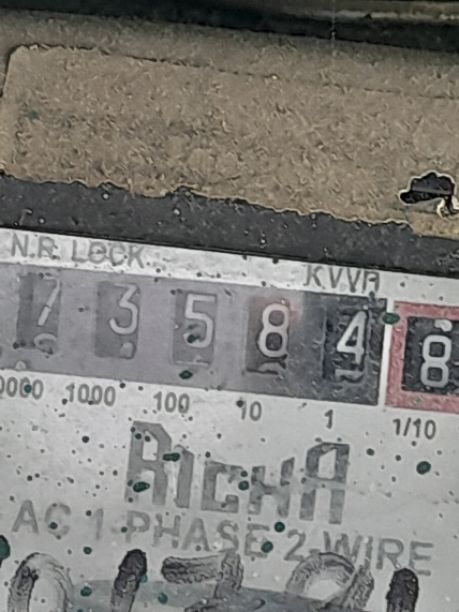 N.R. LOCK
KWh
7 3 5 8 4 8
1000 100 10 1 1/10
RICHA
AC 1 PHASE 2 WIRE